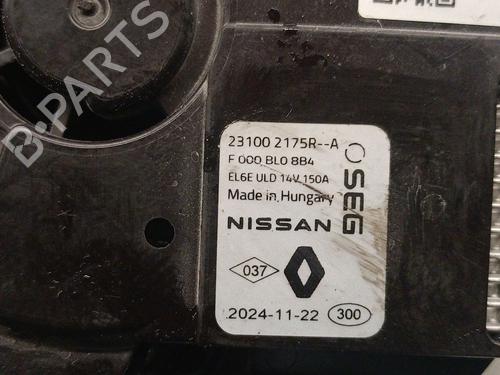 B-PARTS
23100 2175R--A
F 000 BL0 8B4
EL6E ULD 14V 150A
Made in Hungary
SEG
NISSAN
037
2024-11-22
300